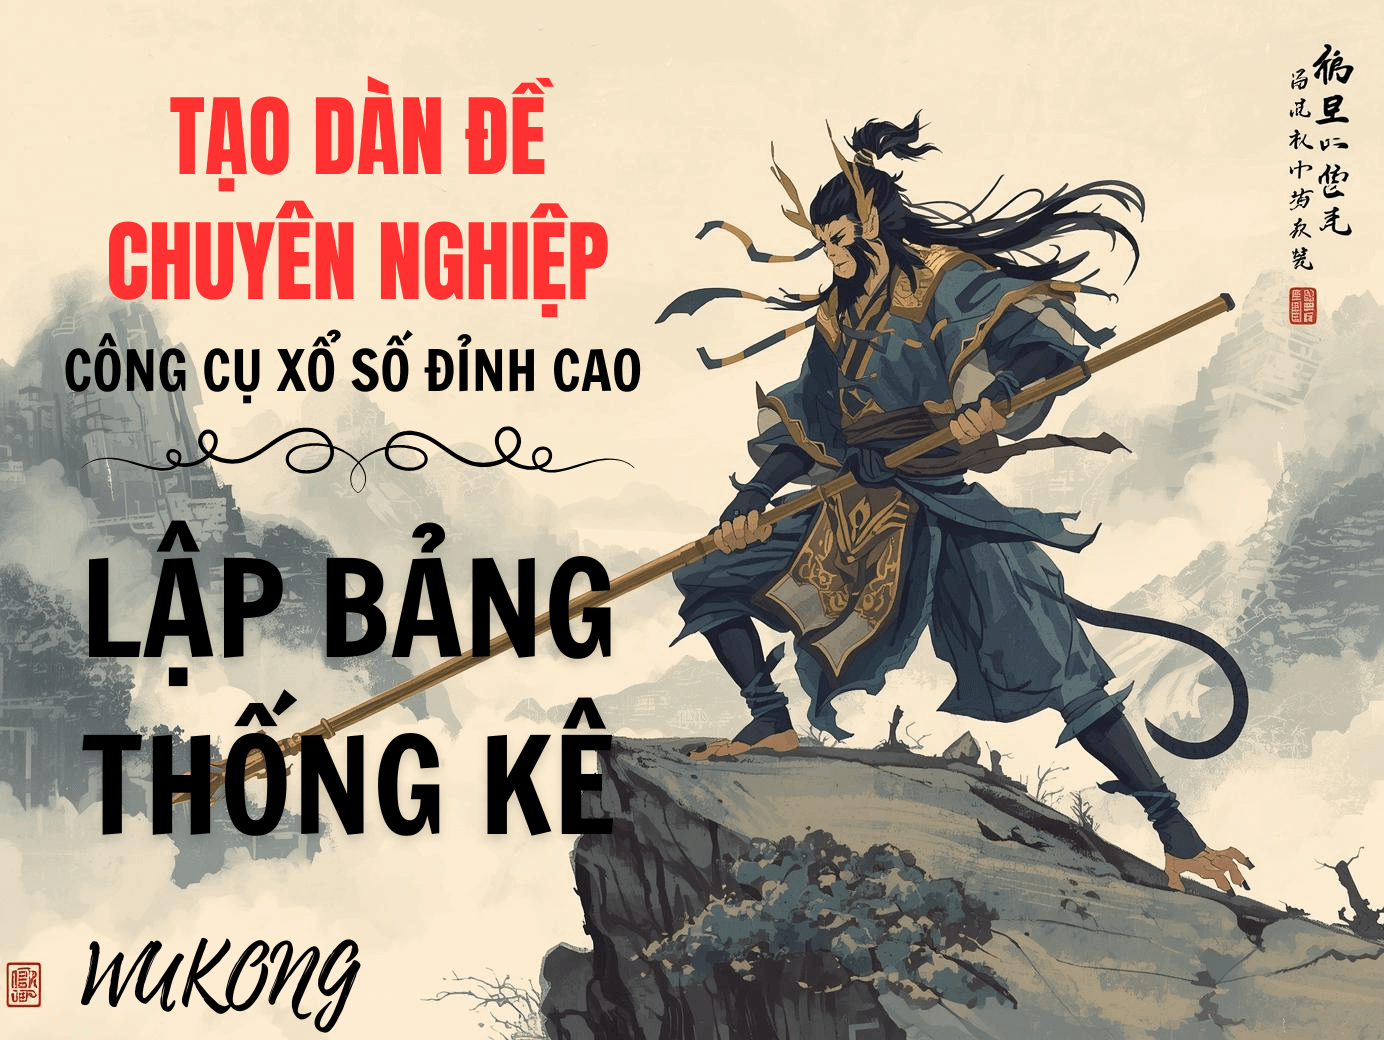 TẠO DÀN ĐỀ
CHUYÊN NGHIỆP
CÔNG CỤ XỔ SỐ ĐỈNH CAO
LẬP BẢNG
THỐNG KÊ
WUKONG